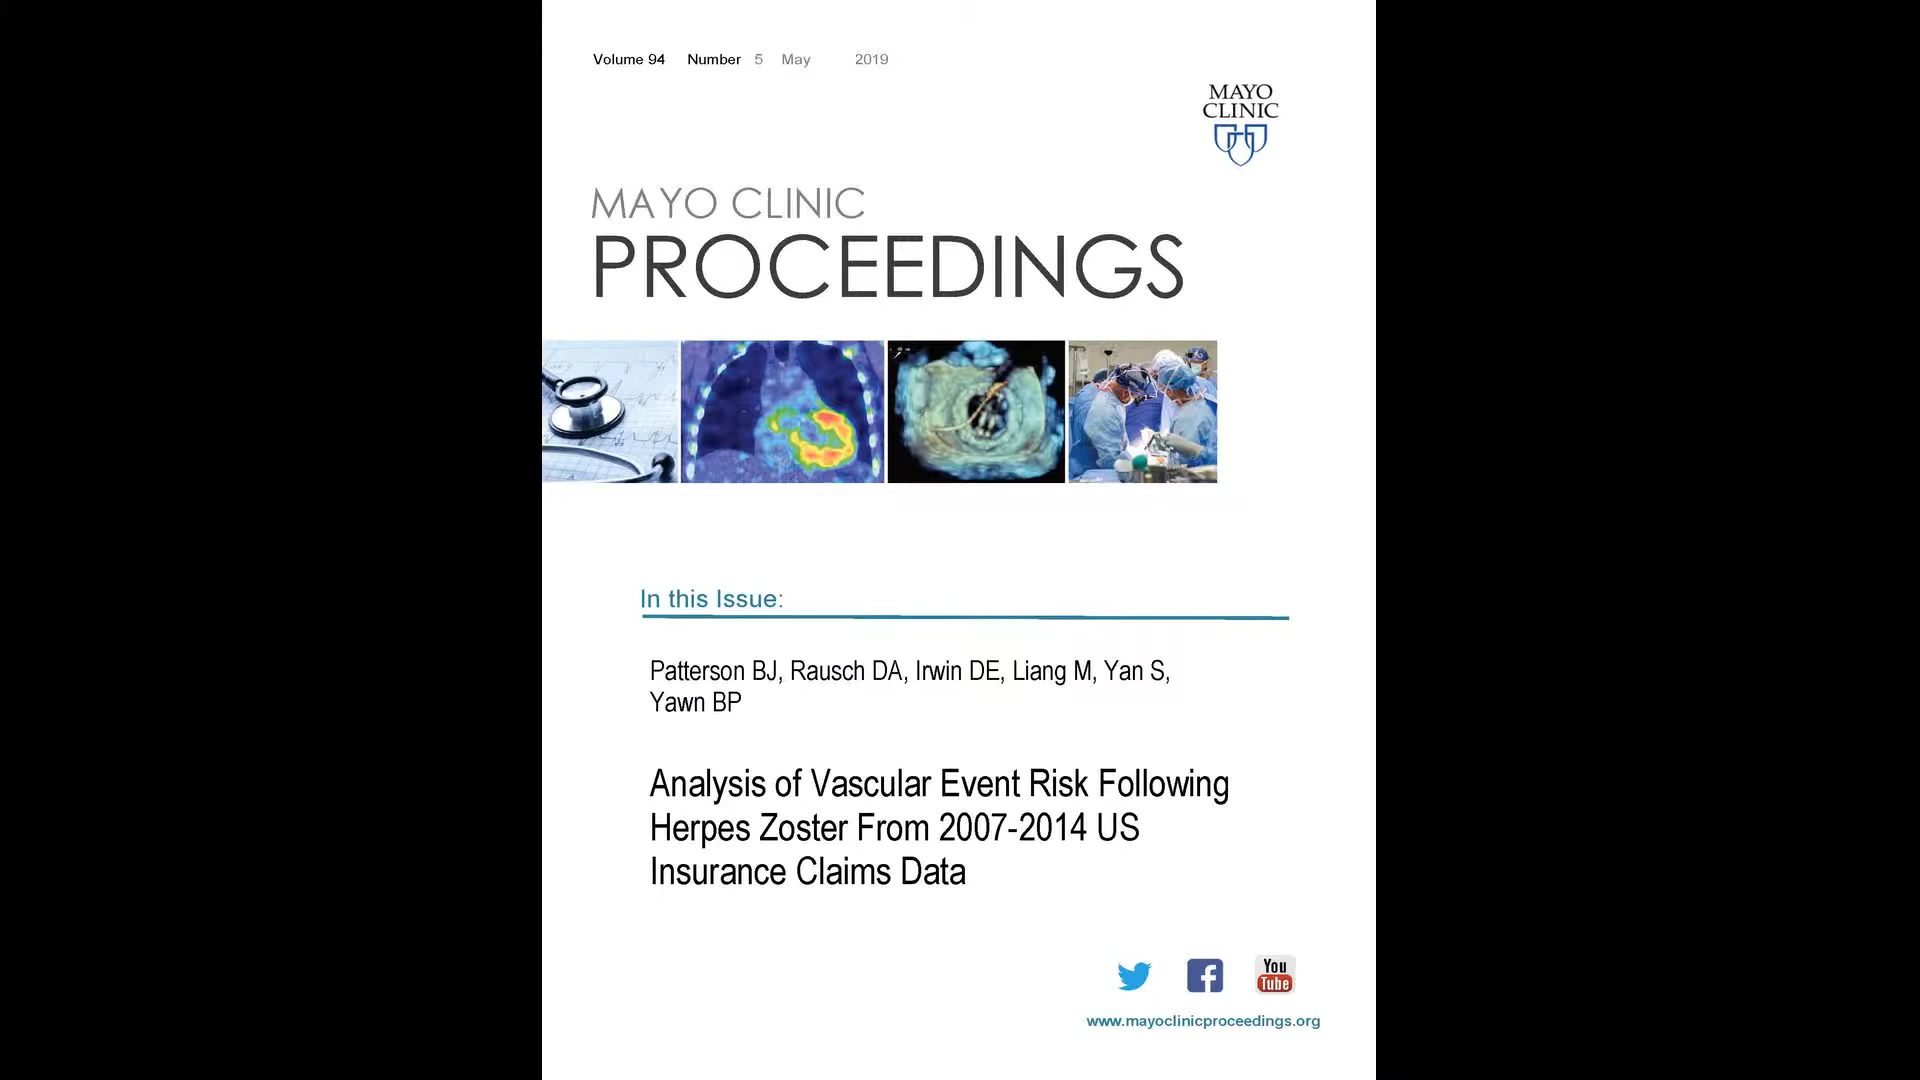 Volume 94 Number 5 May 2019
MAYO
CLINIC
MAYO CLINIC
PROCEEDINGS
In this Issue:
Patterson BJ, Rausch DA, Irwin DE, Liang M, Yan S,
Yawn BP
Analysis of Vascular Event Risk Following
Herpes Zoster From 2007-2014 US
Insurance Claims Data
You
Tube
www.mayoclinicproceedings.org